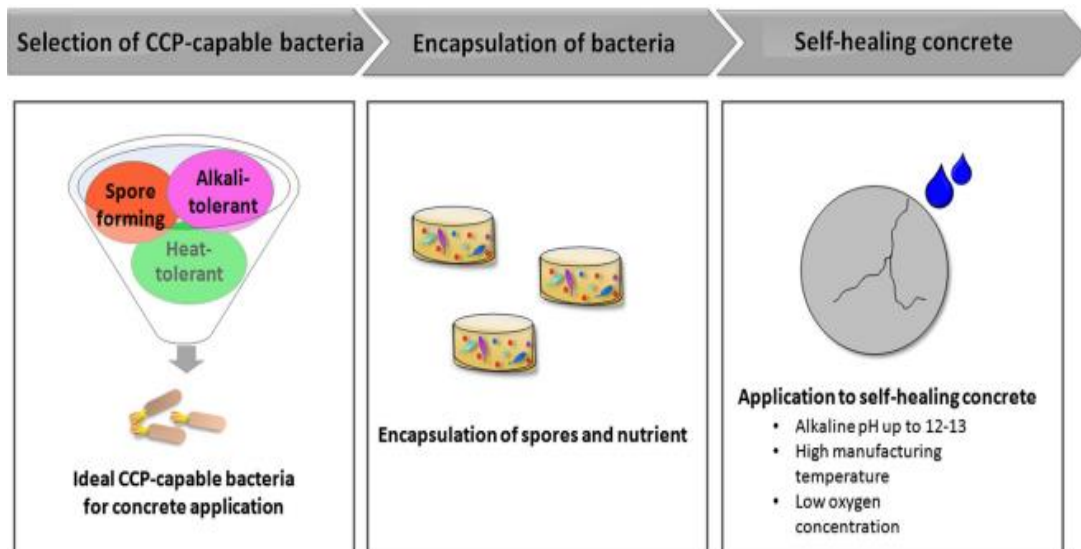 Selection of CCP-capable bacteria
Encapsulation of bacteria
Self-healing concrete
Spore
forming
Alkali-
tolerant
Heat-
tolerant
Ideal CCP-capable bacteria
for concrete application
Encapsulation of spores and nutrient
Application to self-healing concrete
• Alkaline pH up to 12-13
• High manufacturing
temperature
• Low oxygen
concentration